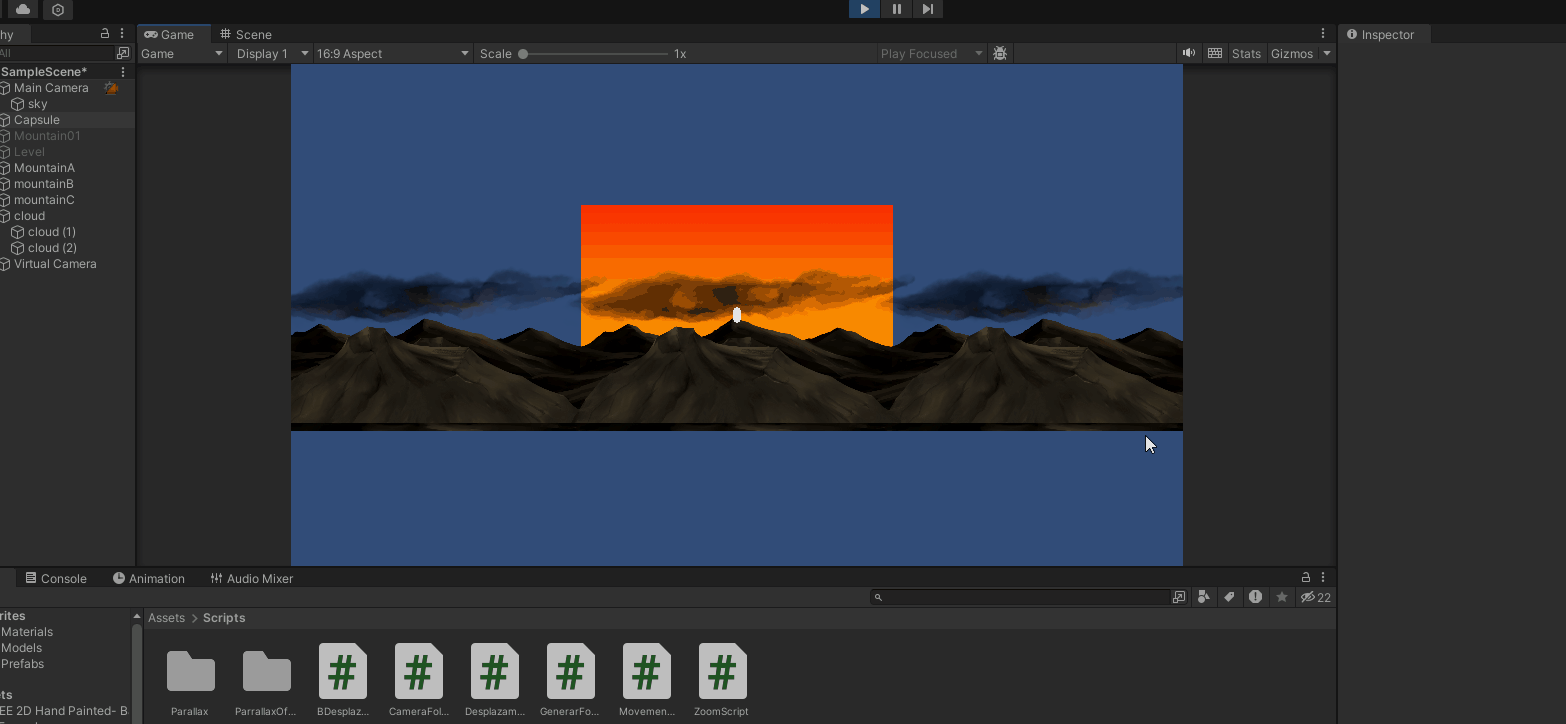 hy
All
SampleScene*
Main Camera
sky
Capsule
Mountain01
Level
MountainA
mountainB
mountainC
cloud
cloud (1)
cloud (2)
Virtual Camera
Game Scene
Game Display 1 16:9 Aspect Scale 1x Play Focused Stats Gizmos
Inspector
Console Animation Audio Mixer
22
rites
Materials
Models
Prefabs
ets
EE 2D Hand Painted- B
Assets > Scripts
Parallax ParrallaxOf... BDesplaz... CameraFol... Desplazam... GenerarFo... Movemen... ZoomScript